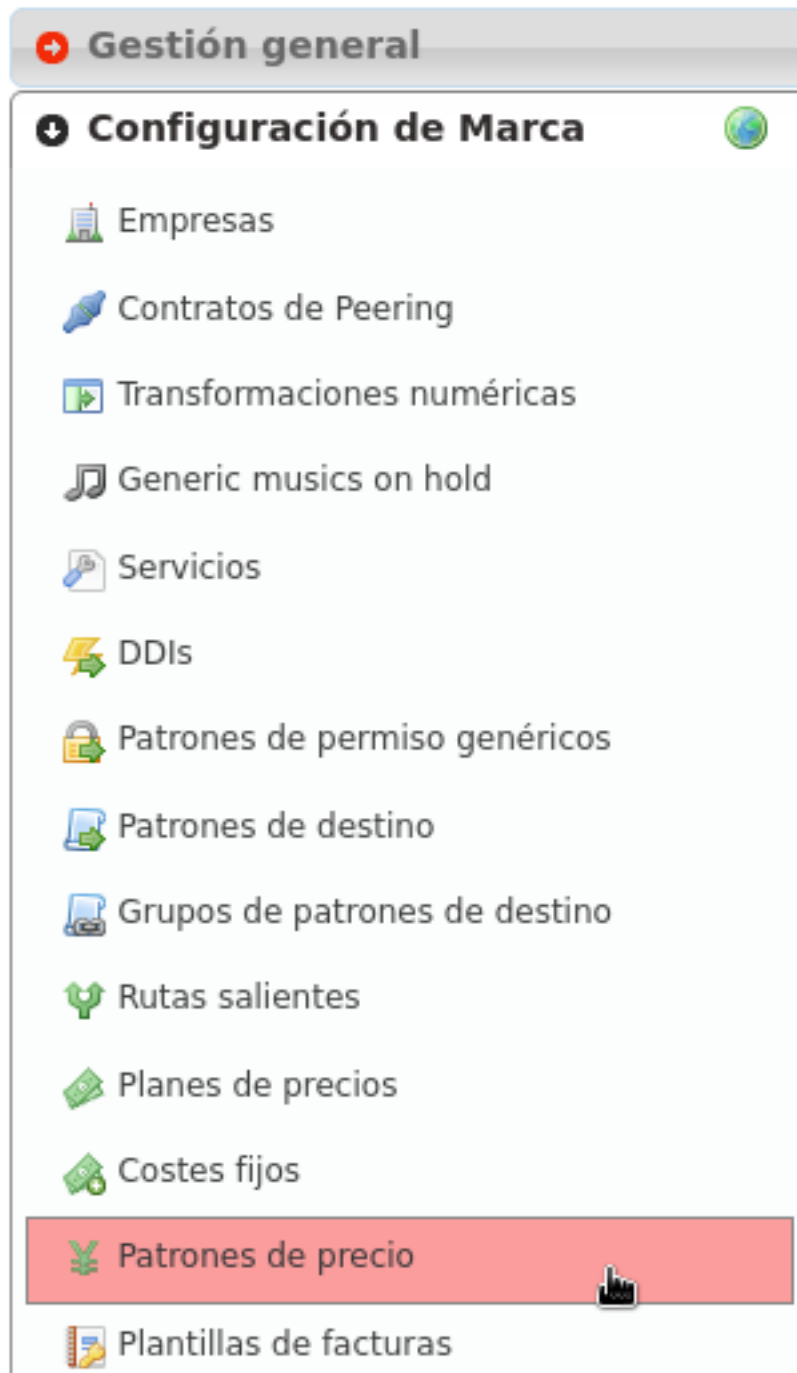 Gestión general
Configuración de Marca
Empresas
Contratos de Peering
Transformaciones numéricas
Generic musics on hold
Servicios
DDIs
Patrones de permiso genéricos
Patrones de destino
Grupos de patrones de destino
Rutas salientes
Planes de precios
Costes fijos
Patrones de precio
Plantillas de facturas